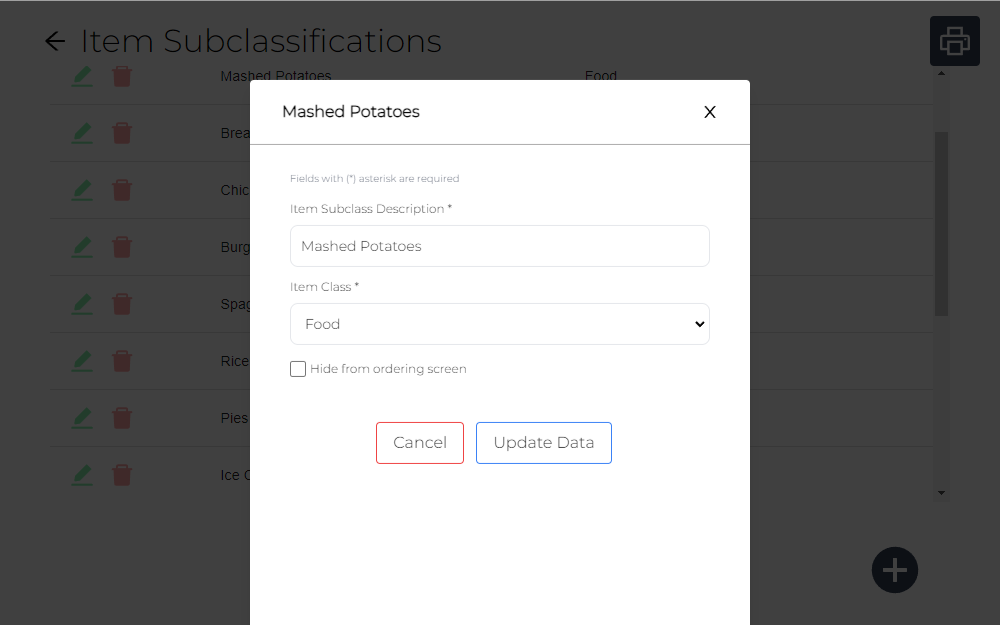 Item Subclassifications
Mashed Potatoes Food
Mashed Potatoes X
Fields with (*) asterisk are required
Item Subclass Description *
Mashed Potatoes
Item Class *
Food
Hide from ordering screen
Cancel Update Data
Brea
Chic
Burg
Spag
Rice
Pies
Ice